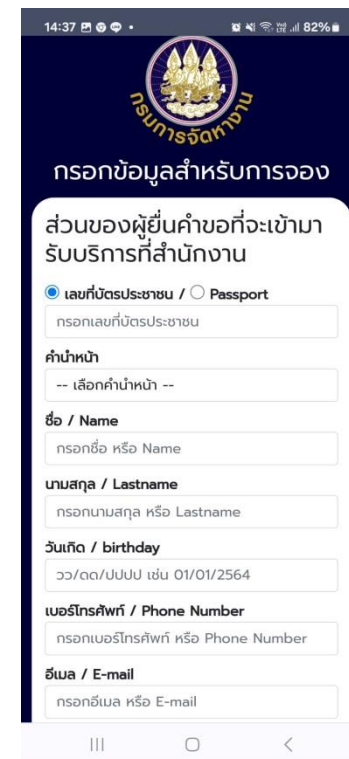 14:37
82%
กรมการจัดหางาน
กรอกข้อมูลสำหรับการจอง
ส่วนของผู้ยื่นคำขอที่จะเข้ามา
รับบริการที่สำนักงาน
เลขที่บัตรประชาชน / Passport
กรอกเลขที่บัตรประชาชน
คำนำหน้า
-- เลือกคำนำหน้า --
ชื่อ / Name
กรอกชื่อ หรือ Name
นามสกุล / Lastname
กรอกนามสกุล หรือ Lastname
วันเกิด / birthday
วว/ดด/ปปปป เช่น 01/01/2564
เบอร์โทรศัพท์ / Phone Number
กรอกเบอร์โทรศัพท์ หรือ Phone Number
อีเมล / E-mail
กรอกอีเมล หรือ E-mail